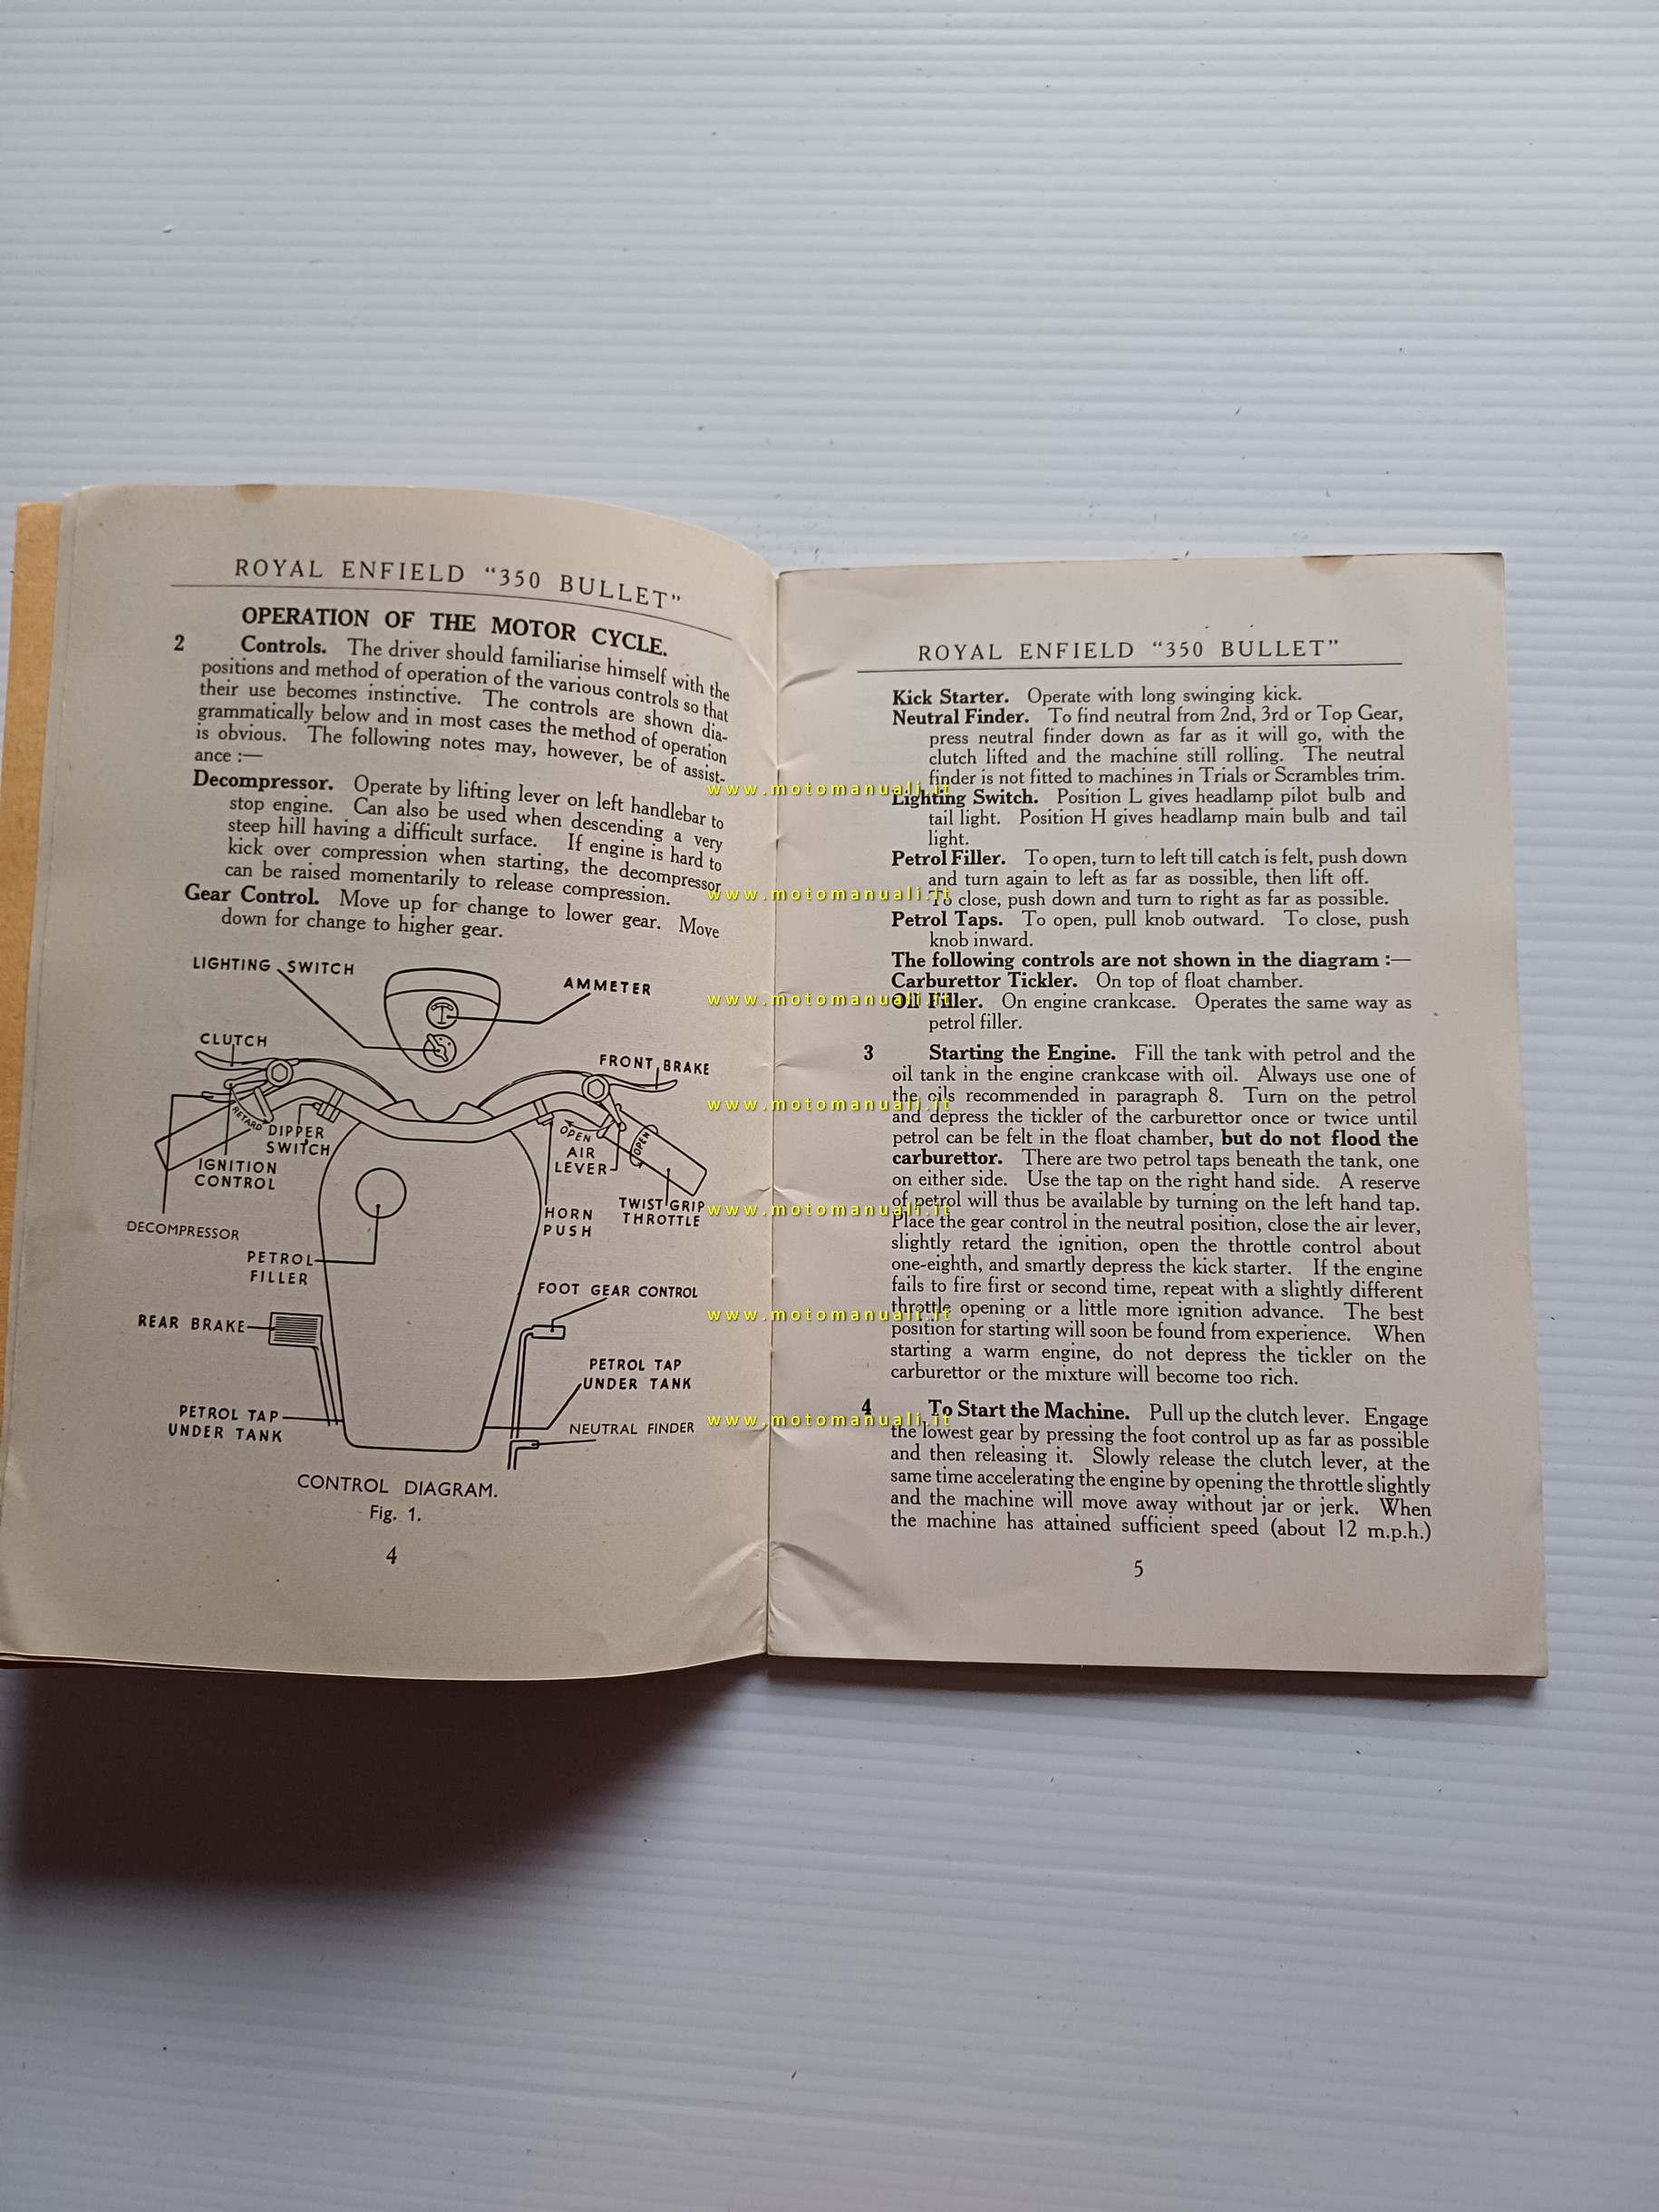 ROYAL ENFIELD "350 BULLET"
OPERATION OF THE MOTOR CYCLE.
2 Controls. The driver should familiarise himself with the
positions and method of operation of the various controls so that
their use becomes instinctive. The controls are shown dia-
grammatically below and in most cases the method of operation
is obvious. The following notes may, however, be of assist-
ance :—
Decompressor. Operate by lifting lever on left handlebar to
stop engine. Can also be used when descending a very
steep hill having a difficult surface. If engine is hard to
kick over compression when starting, the decompressor
can be raised momentarily to release compression.
Gear Control. Move up for change to lower gear. Move
down for change to higher gear.
LIGHTING SWITCH
AMMETER
CLUTCH
FRONT BRAKE
RETARD
DIPPER
SWITCH
OPEN
AIR
LEVER
OPEN
IGNITION
CONTROL
TWIST GRIP
THROTTLE
HORN
PUSH
DECOMPRESSOR
PETROL
FILLER
FOOT GEAR CONTROL
REAR BRAKE
PETROL TAP
UNDER TANK
PETROL TAP
UNDER TANK
NEUTRAL FINDER
CONTROL DIAGRAM.
Fig. 1.
4
ROYAL ENFIELD "350 BULLET"
Kick Starter. Operate with long swinging kick.
Neutral Finder. To find neutral from 2nd, 3rd or Top Gear,
press neutral finder down as far as it will go, with the
clutch lifted and the machine still rolling. The neutral
finder is not fitted to machines in Trials or Scrambles trim.
Lighting Switch. Position L gives headlamp pilot bulb and
tail light. Position H gives headlamp main bulb and tail
light.
Petrol Filler. To open, turn to left till catch is felt, push down
and turn again to left as far as possible, then lift off.
To close, push down and turn to right as far as possible.
Petrol Taps. To open, pull knob outward. To close, push
knob inward.
The following controls are not shown in the diagram :—
Carburettor Tickler. On top of float chamber.
Oil Filler. On engine crankcase. Operates the same way as
petrol filler.
3 Starting the Engine. Fill the tank with petrol and the
oil tank in the engine crankcase with oil. Always use one of
the oils recommended in paragraph 8. Turn on the petrol
and depress the tickler of the carburettor once or twice until
petrol can be felt in the float chamber, but do not flood the
carburettor. There are two petrol taps beneath the tank, one
on either side. Use the tap on the right hand side. A reserve
of petrol will thus be available by turning on the left hand tap.
Place the gear control in the neutral position, close the air lever,
slightly retard the ignition, open the throttle control about
one-eighth, and smartly depress the kick starter. If the engine
fails to fire first or second time, repeat with a slightly different
throttle opening or a little more ignition advance. The best
position for starting will soon be found from experience. When
starting a warm engine, do not depress the tickler on the
carburettor or the mixture will become too rich.
4 To Start the Machine. Pull up the clutch lever. Engage
the lowest gear by pressing the foot control up as far as possible
and then releasing it. Slowly release the clutch lever, at the
same time accelerating the engine by opening the throttle slightly
and the machine will move away without jar or jerk. When
the machine has attained sufficient speed (about 12 m.p.h.)
5
www.motomanuali.it
www.motomanuali.it
www.motomanuali.it
www.motomanuali.it
www.motomanuali.it
www.motomanuali.it
www.motomanuali.it